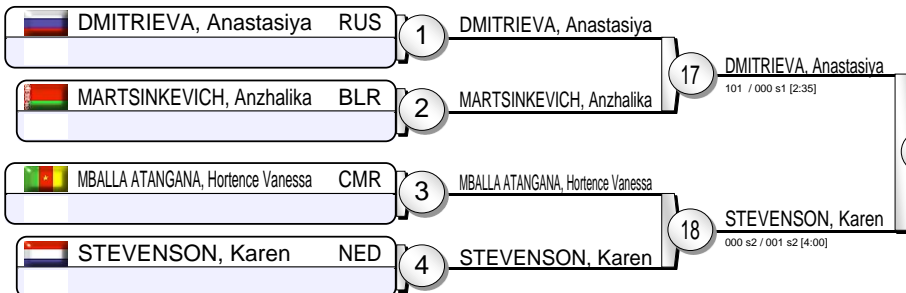 DMITRIEVA, Anastasiya RUS
1
DMITRIEVA, Anastasiya
MARTSINKEVICH, Anzhalika BLR
2
MARTSINKEVICH, Anzhalika
17
DMITRIEVA, Anastasiya
101 / 000 s1 [2:35]
MBALLA ATANGANA, Hortence Vanessa CMR
3
MBALLA ATANGANA, Hortence Vanessa
STEVENSON, Karen NED
4
STEVENSON, Karen
18
STEVENSON, Karen
000 s2 / 001 s2 [4:00]